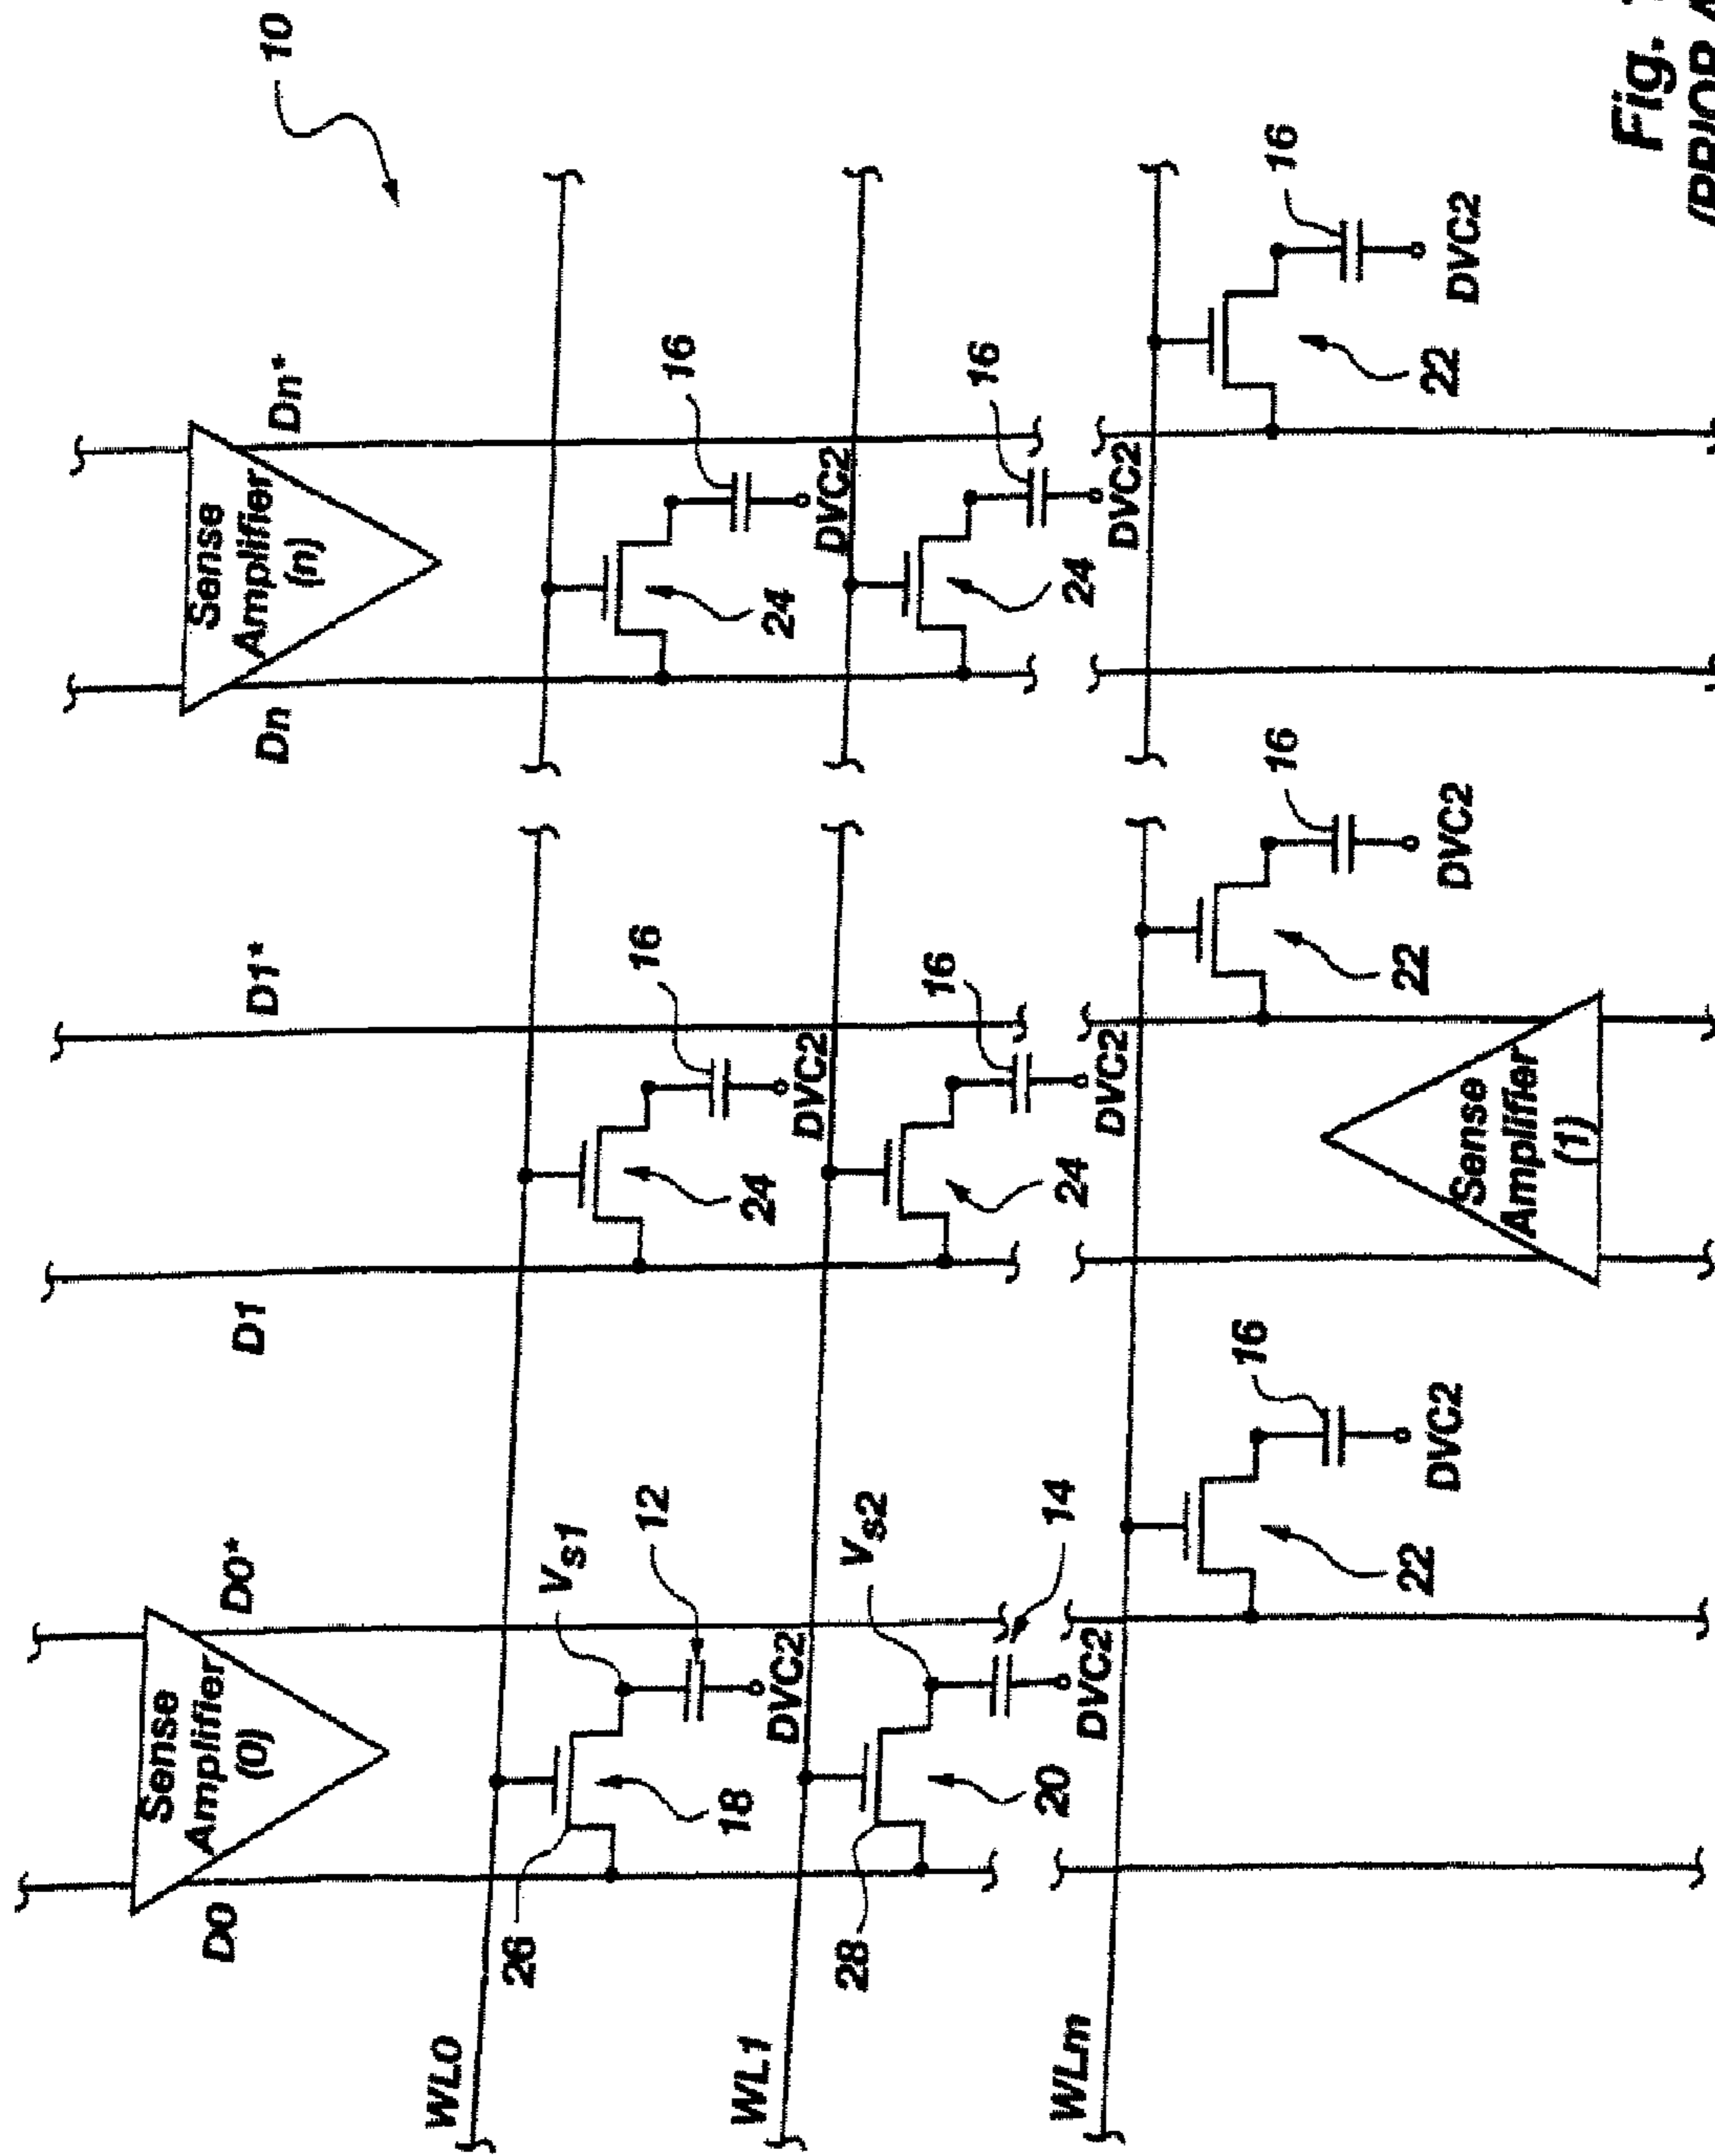 10
Sense
Amplifier
(0)
Sense
Amplifier
(n)
D0
D0*
D1
D1*
Dn
Dn*
WL0
26
18
Vs1
12
DVC2
24
16
DVC2
24
16
DVC2
WL1
28
20
Vs2
14
DVC2
24
16
DVC2
24
16
DVC2
WLm
22
16
DVC2
22
16
DVC2
22
16
DVC2
Sense
Amplifier
(1)
Fig.
(PRIOR